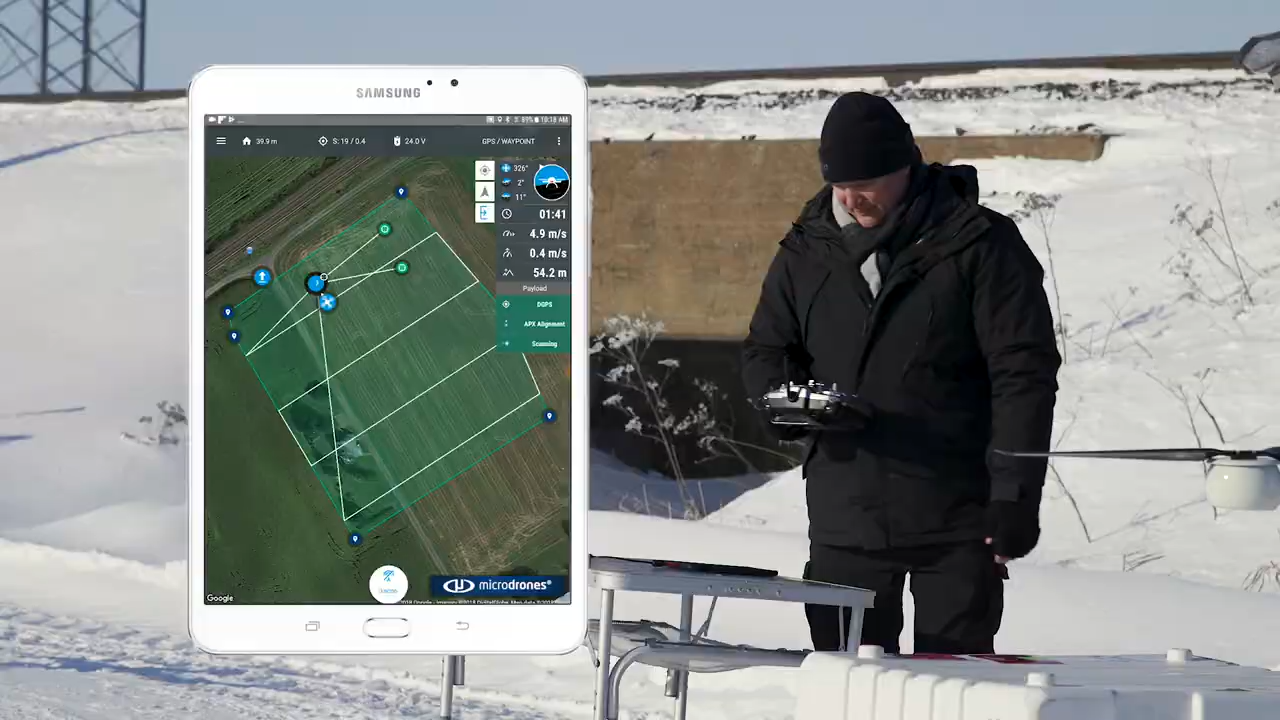 SAMSUNG
S: 89% 10:18 AM
39.9 m S: 19 / 0.4 24.0 V GPS / WAYPOINT
326°
2°
11°
01:41
4.9 m/s
0.4 m/s
54.2 m
Payload
DGPS
APX Alignment
Scanning
microdrones®
Google